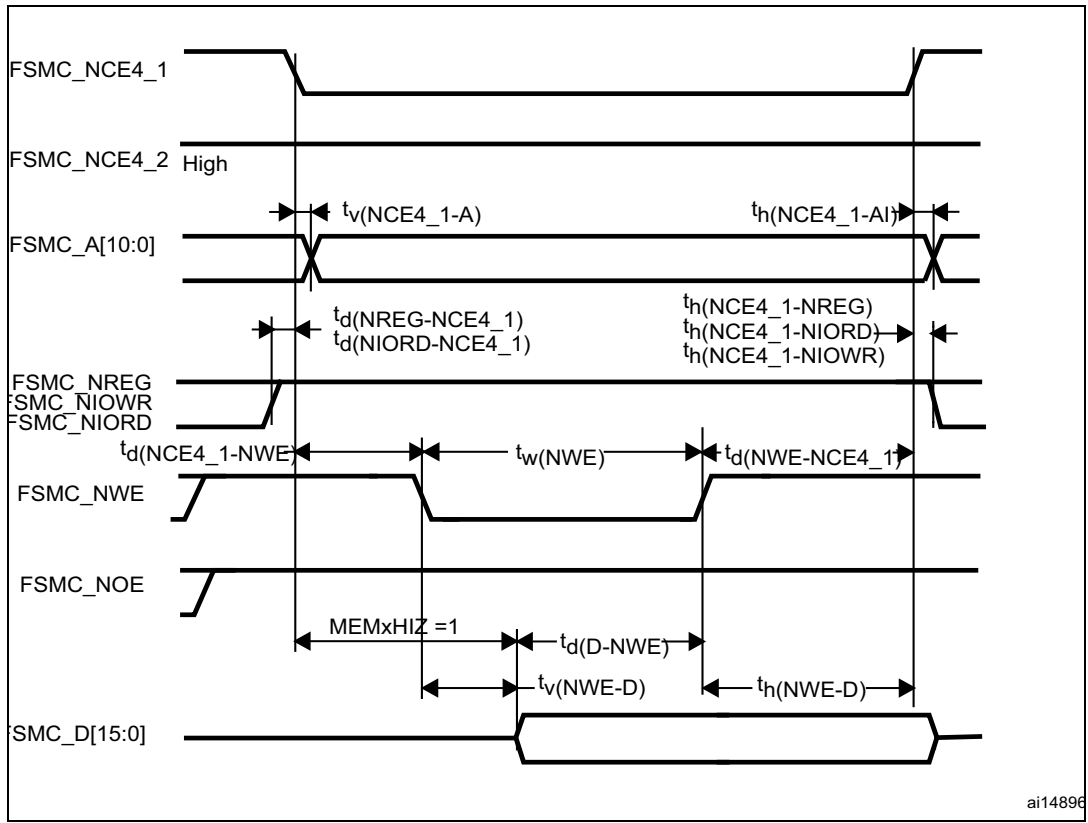 FSMC_NCE4_1
FSMC_NCE4_2 High
tv(NCE4_1-A)
th(NCE4_1-AI)
FSMC_A[10:0]
td(NREG-NCE4_1)
td(NIORD-NCE4_1)
th(NCE4_1-NREG)
th(NCE4_1-NIORD)
th(NCE4_1-NIOWR)
FSMC_NREG
FSMC_NIOWR
FSMC_NIORD
td(NCE4_1-NWE)
tw(NWE)
td(NWE-NCE4_1)
FSMC_NWE
FSMC_NOE
MEMxHIZ =1
td(D-NWE)
tv(NWE-D)
th(NWE-D)
FSMC_D[15:0]
ai14896